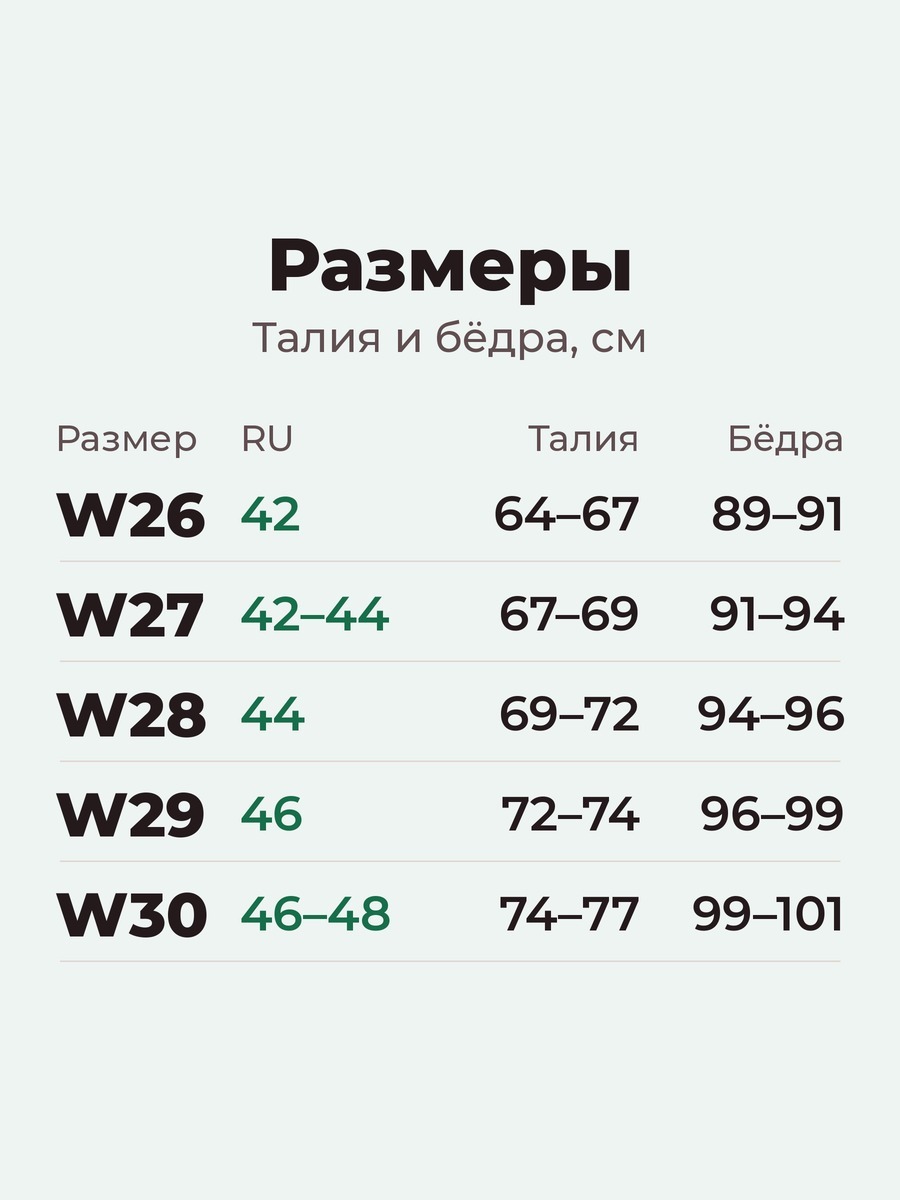 Размеры
Талия и бёдра, см
Размер RU Талия Бёдра
W26 42 64–67 89–91
W27 42–44 67–69 91–94
W28 44 69–72 94–96
W29 46 72–74 96–99
W30 46–48 74–77 99–101